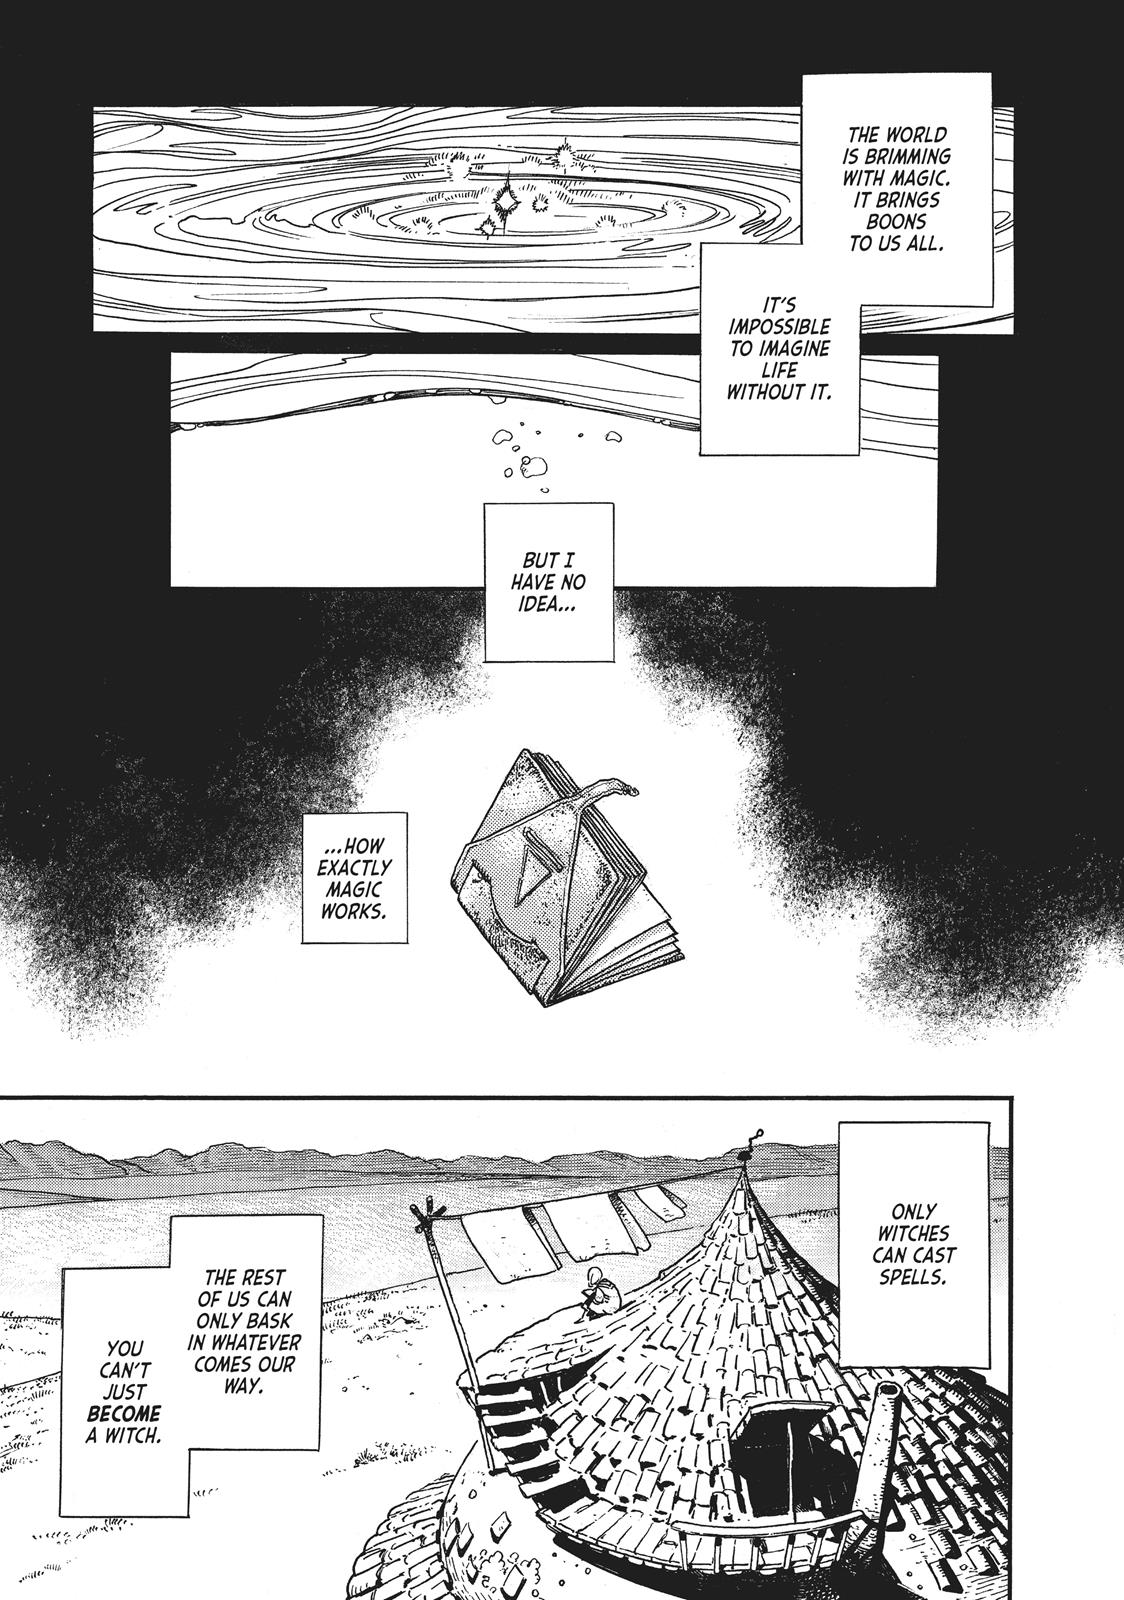 THE WORLD
IS BRIMMING
WITH MAGIC.
IT BRINGS
BOONS
TO US ALL.
IT'S
IMPOSSIBLE
TO IMAGINE
LIFE
WITHOUT IT.
BUT I
HAVE NO
IDEA...
...HOW
EXACTLY
MAGIC
WORKS.
ONLY
WITCHES
CAN CAST
SPELLS.
THE REST
OF US CAN
ONLY BASK
IN WHATEVER
COMES OUR
WAY.
YOU
CAN'T
JUST
BECOME
A WITCH.